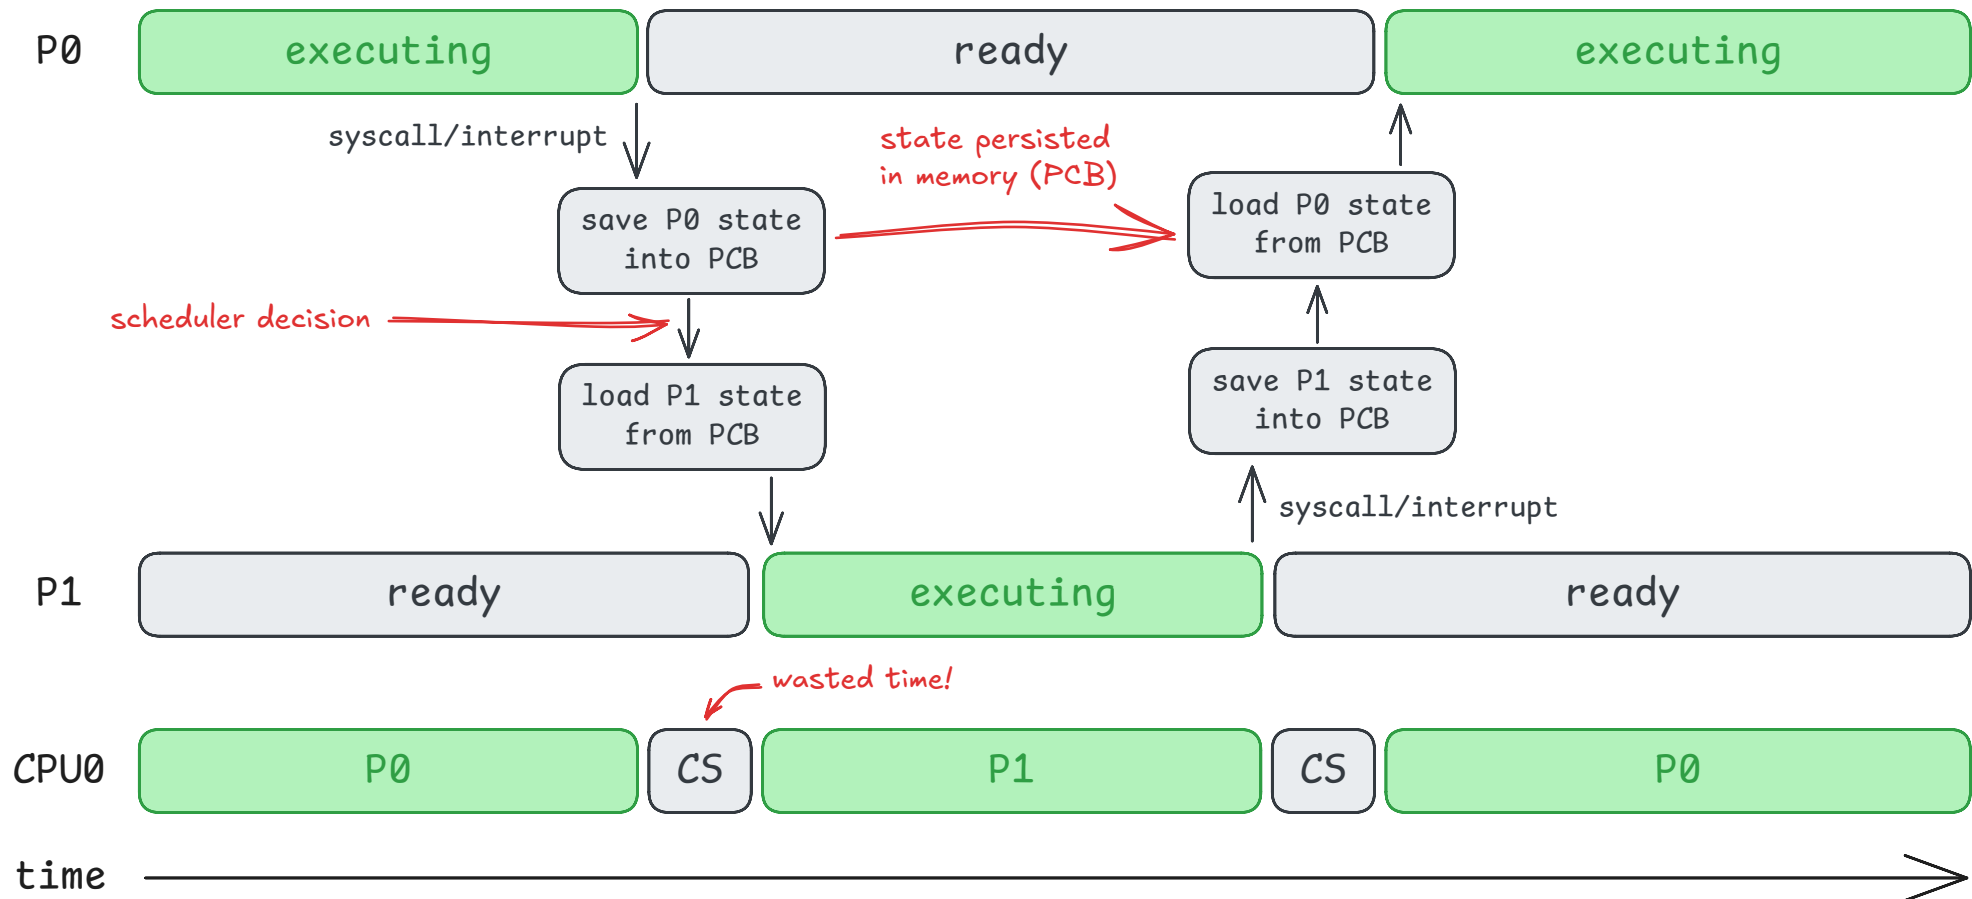 P0 executing ready executing
syscall/interrupt
state persisted
in memory (PCB)
save P0 state
into PCB
load P0 state
from PCB
scheduler decision
load P1 state
from PCB
save P1 state
into PCB
syscall/interrupt
P1 ready executing ready
wasted time!
CPU0 P0 CS P1 CS P0
time